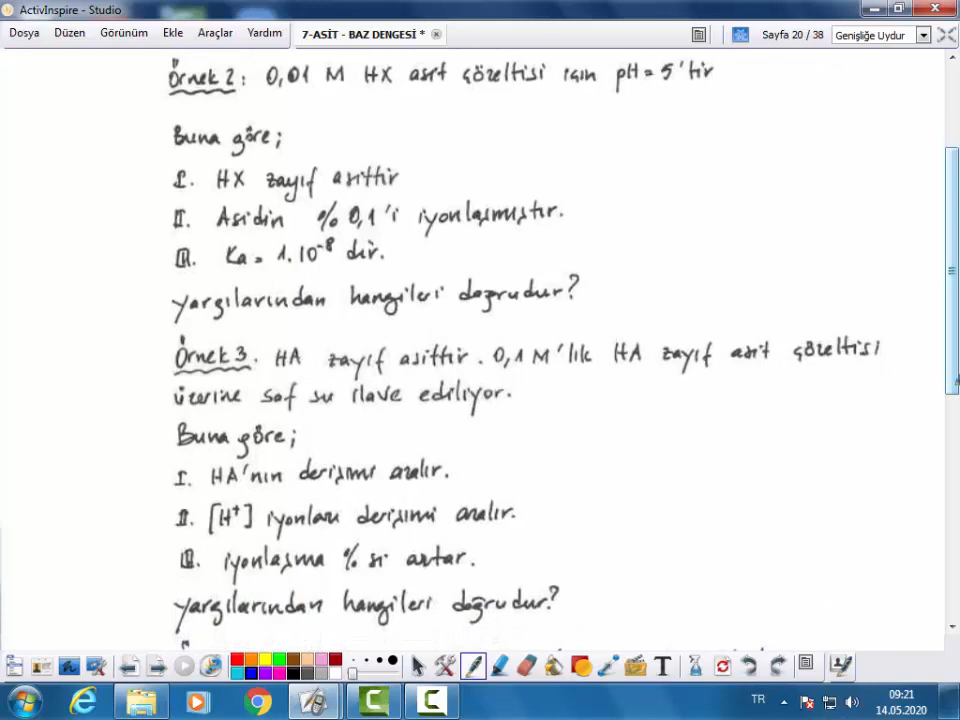 ActivInspire - Studio
Dosya Düzen Görünüm Ekle Araçlar Yardım 7-ASİT - BAZ DENGESİ * Sayfa 20 / 38 Genişliğe Uydur
Örnek 2: 0,01 M HX asit çözeltisi için pH = 5'tir
Buna göre;
I. HX zayıf asittir
II. Asidin % 0,1'i iyonlaşmıştır.
III. Ka = 1.10⁻⁸ dir.
yargılarından hangileri doğrudur?
Örnek 3. HA zayıf asittir. 0,1 M'lık HA zayıf asit çözeltisi
üzerine saf su ilave ediliyor.
Buna göre;
I. HA'nın derişimi azalır.
II. [H⁺] iyonları derişimi azalır.
III. iyonlaşma % si artar.
yargılarından hangileri doğrudur?
TR 09:21
14.05.2020